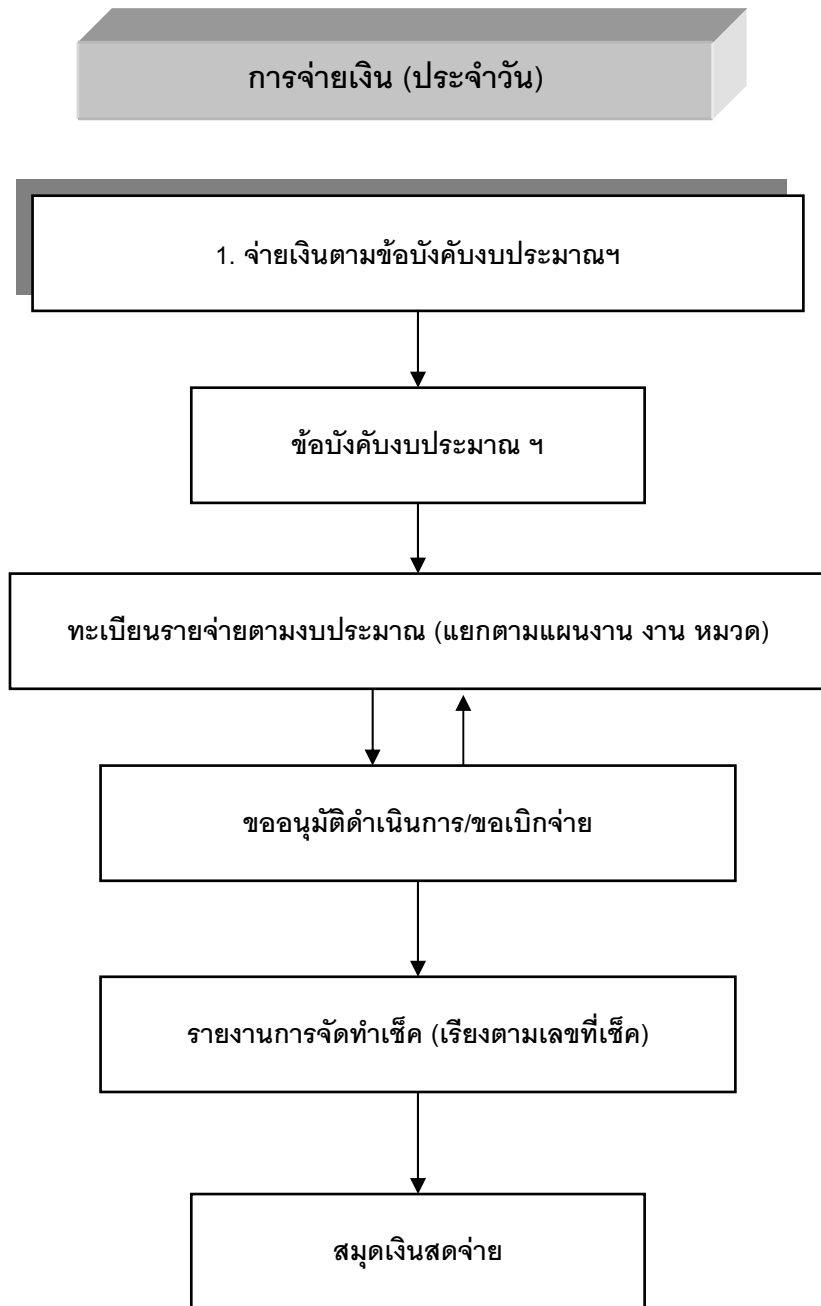 การจ่ายเงิน (ประจำวัน)
1. จ่ายเงินตามข้อบังคับงบประมาณฯ
ข้อบังคับงบประมาณ ฯ
ทะเบียนรายจ่ายตามงบประมาณ (แยกตามแผนงาน งาน หมวด)
ขออนุมัติดำเนินการ/ขอเบิกจ่าย
รายงานการจัดทำเช็ค (เรียงตามเลขที่เช็ค)
สมุดเงินสดจ่าย